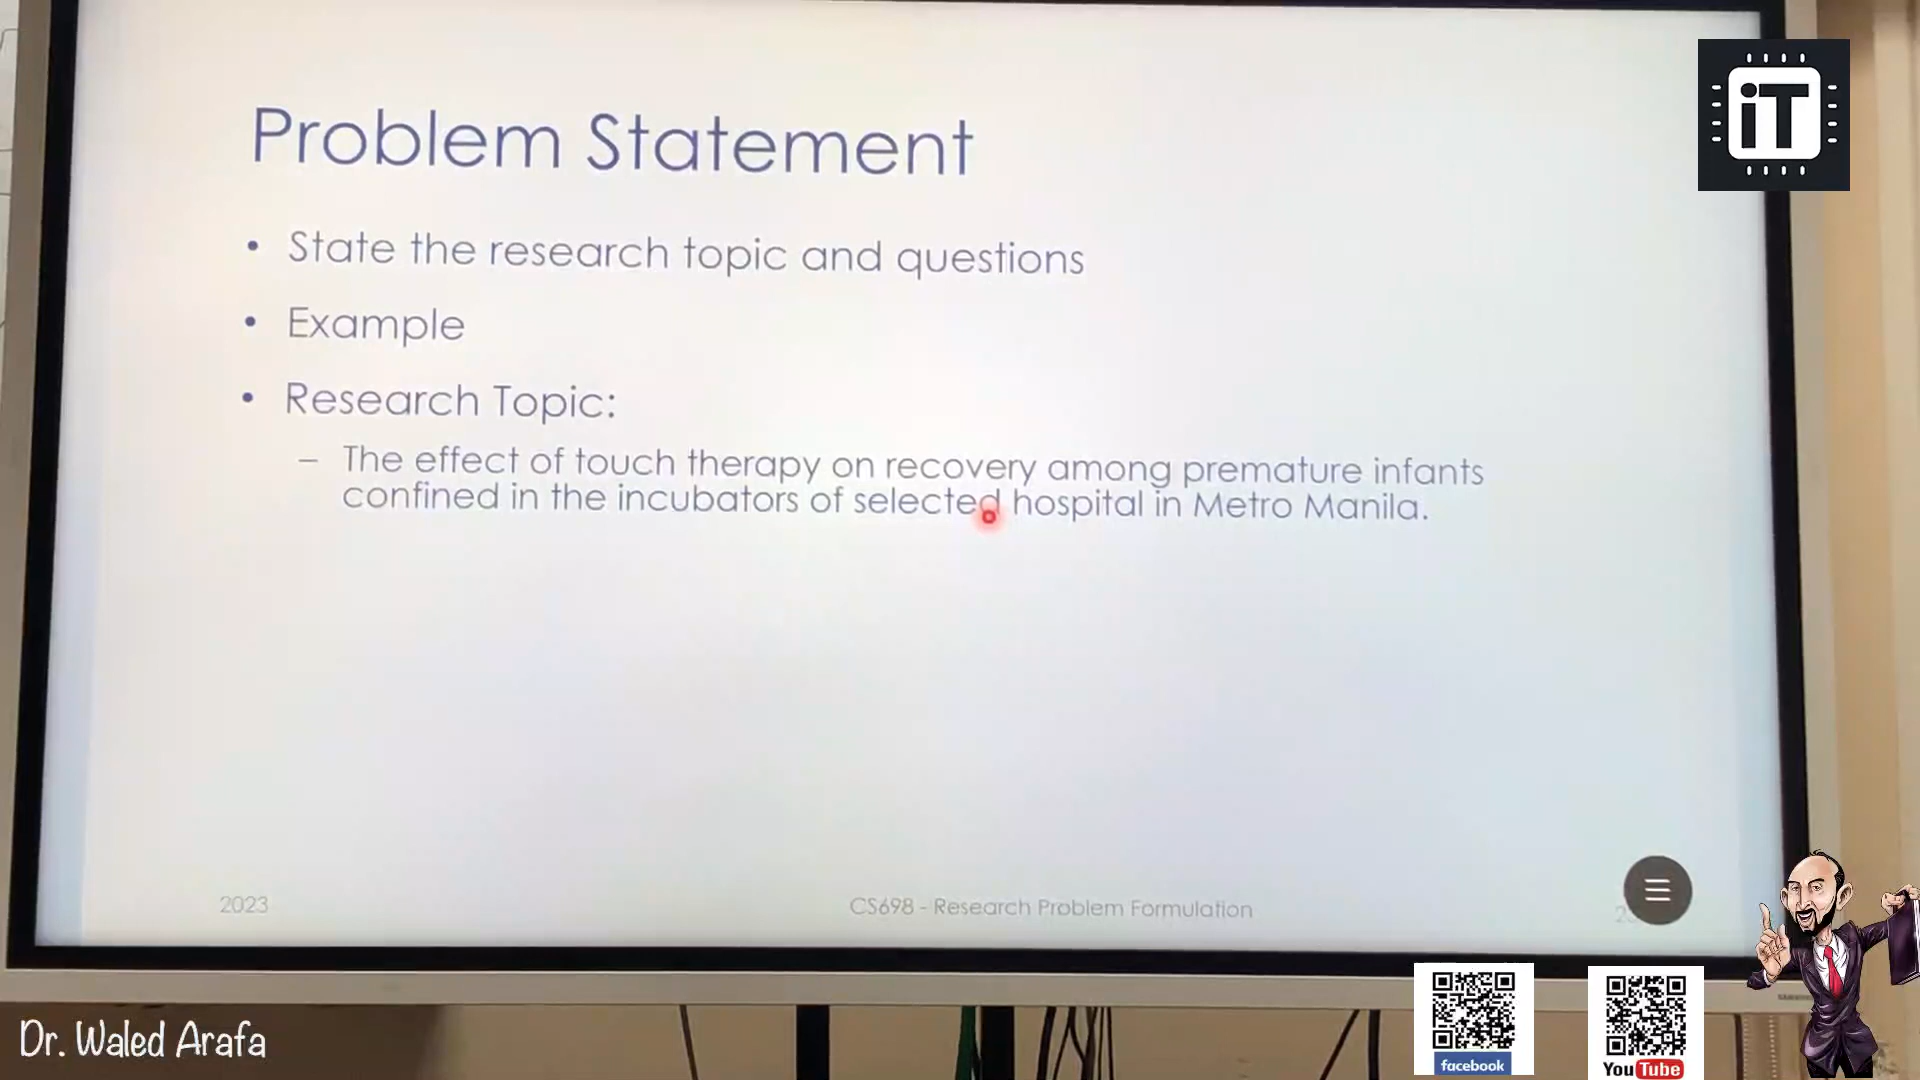 iT
Problem Statement
• State the research topic and questions
• Example
• Research Topic:
– The effect of touch therapy on recovery among premature infants
confined in the incubators of selected hospital in Metro Manila.
2023
CS698 - Research Problem Formulation
Dr. Waled Arafa
facebook
YouTube